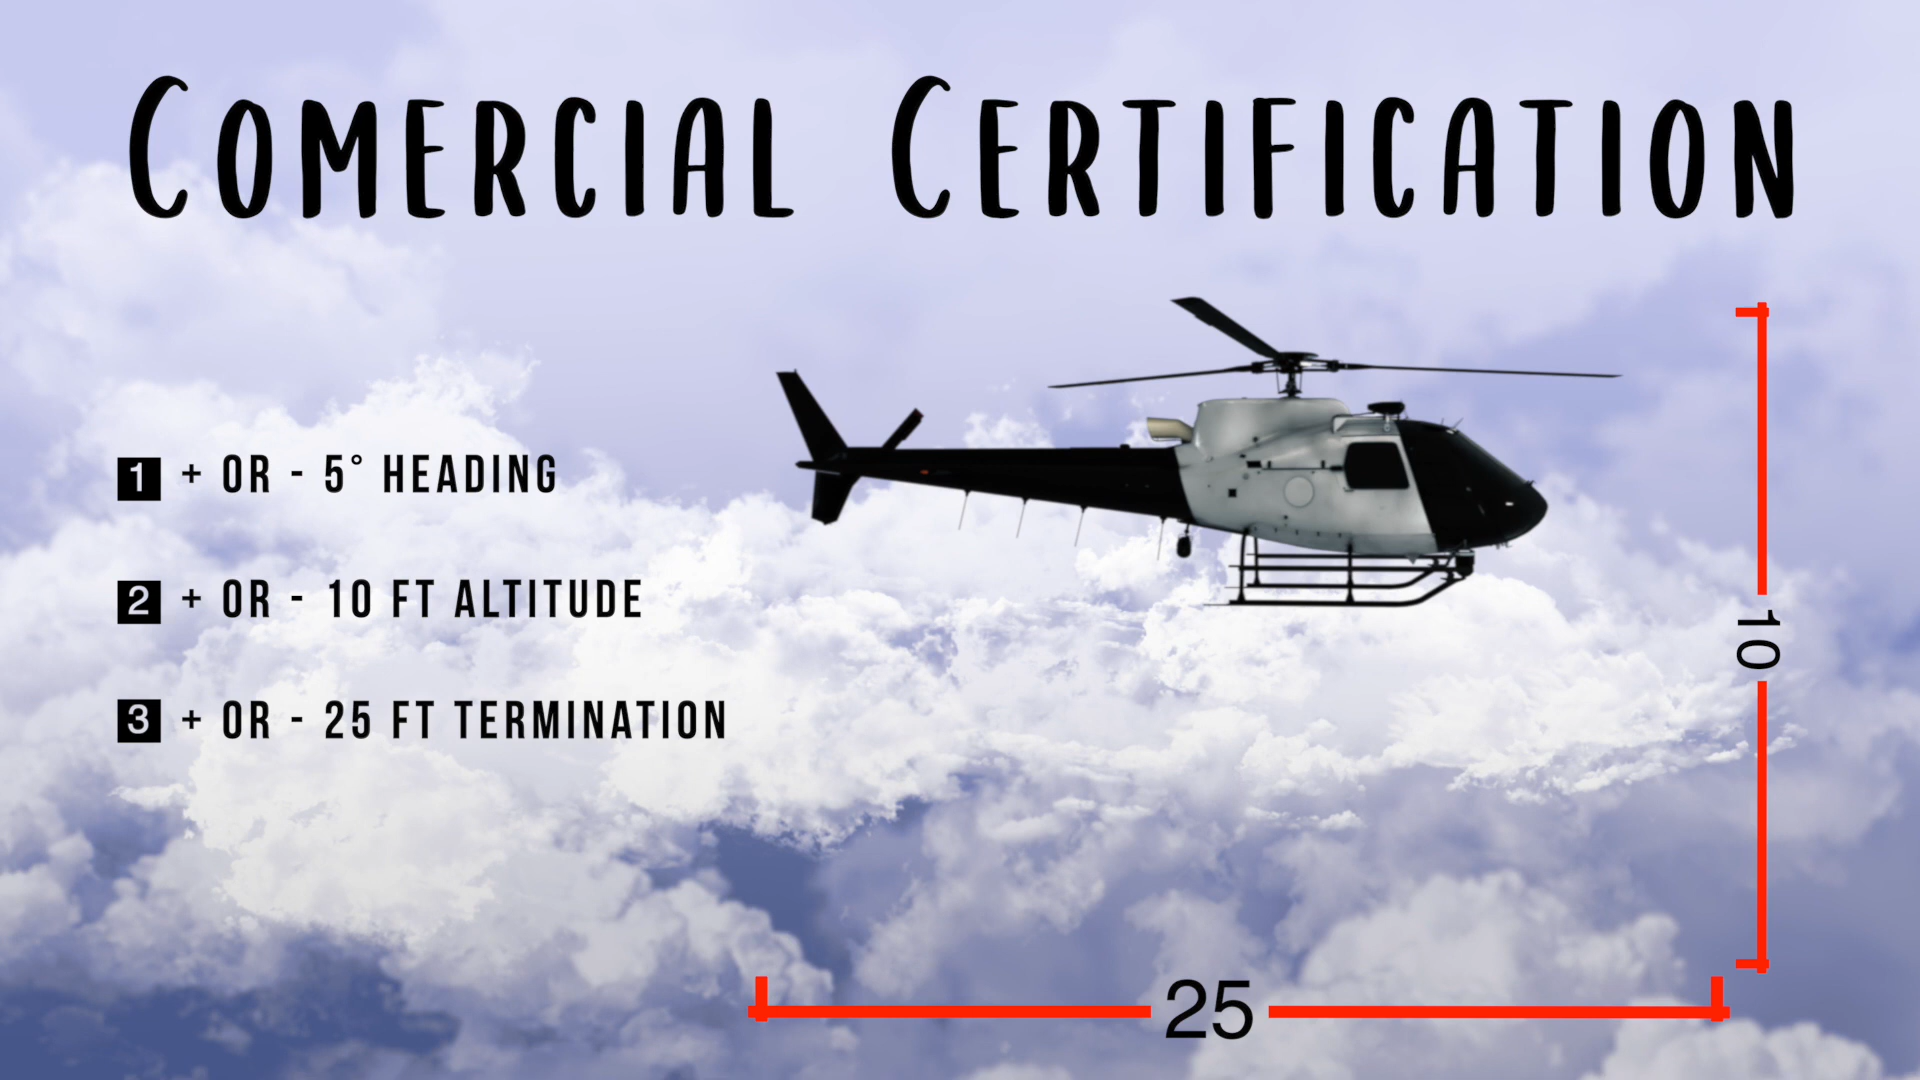 Comercial Certification
1 + OR - 5° HEADING
2 + OR - 10 FT ALTITUDE
3 + OR - 25 FT TERMINATION
10
25